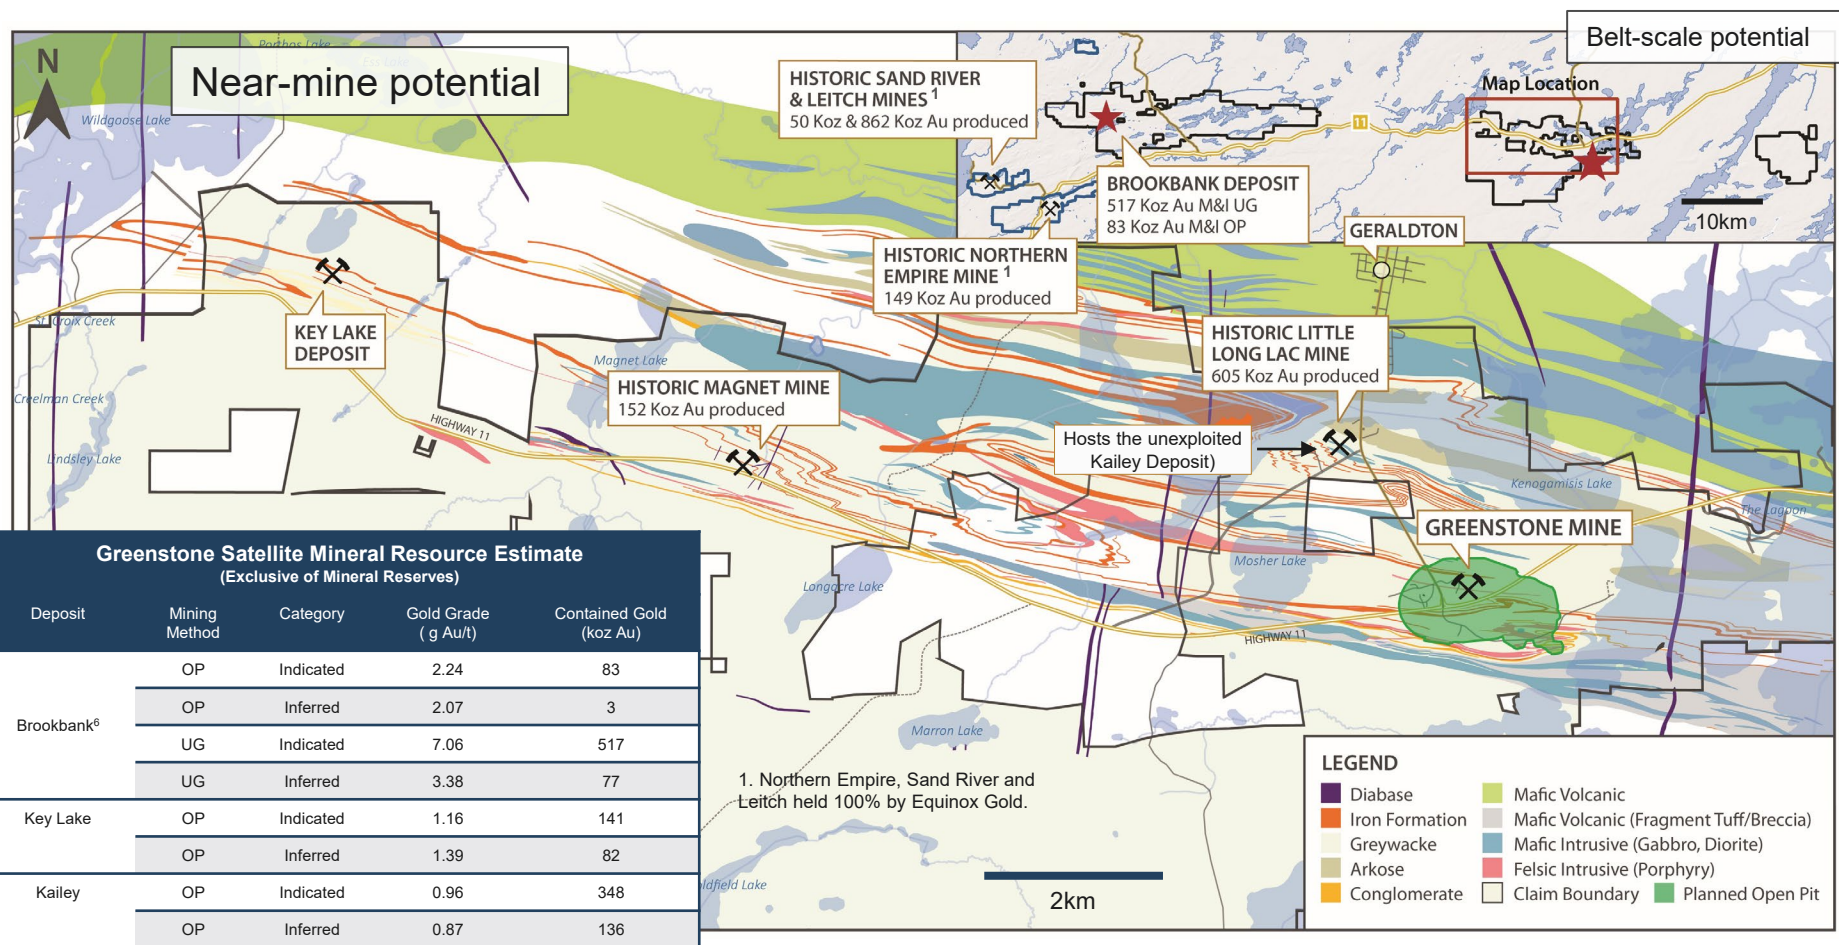 Belt-scale potential
Near-mine potential
N
Porthos Lake
Wildgoose Lake
HISTORIC SAND RIVER
& LEITCH MINES 1
50 Koz & 862 Koz Au produced
Map Location
11
10km
BROOKBANK DEPOSIT
517 Koz Au M&I UG
83 Koz Au M&I OP
GERALDTON
HISTORIC NORTHERN
EMPIRE MINE 1
149 Koz Au produced
St. Croix Creek
KEY LAKE
DEPOSIT
HISTORIC LITTLE
LONG LAC MINE
605 Koz Au produced
Magnet Lake
HISTORIC MAGNET MINE
152 Koz Au produced
Creelman Creek
HIGHWAY 11
Lindsley Lake
Hosts the unexploited
Kailey Deposit)
Kenogamisis Lake
The Lagoon
GREENSTONE MINE
Mosher Lake
Longacre Lake
HIGHWAY 11
Marron Lake
Greenstone Satellite Mineral Resource Estimate
(Exclusive of Mineral Reserves)
Deposit Mining Method Category Gold Grade ( g Au/t) Contained Gold (koz Au)
Brookbank6 OP Indicated 2.24 83
OP Inferred 2.07 3
UG Indicated 7.06 517
UG Inferred 3.38 77
Key Lake OP Indicated 1.16 141
OP Inferred 1.39 82
Kailey OP Indicated 0.96 348
OP Inferred 0.87 136
1. Northern Empire, Sand River and
Leitch held 100% by Equinox Gold.
2km
LEGEND
Diabase
Iron Formation
Greywacke
Arkose
Conglomerate
Mafic Volcanic
Mafic Volcanic (Fragment Tuff/Breccia)
Mafic Intrusive (Gabbro, Diorite)
Felsic Intrusive (Porphyry)
Claim Boundary
Planned Open Pit